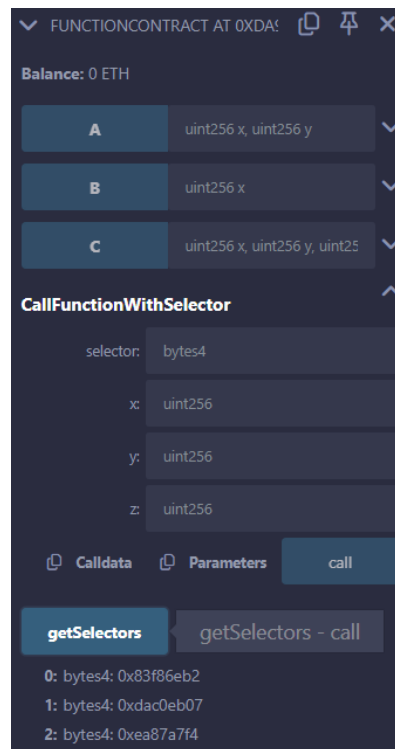 FUNCTIONCONTRACT AT 0XDA9
Balance: 0 ETH
A uint256 x, uint256 y
B uint256 x
C uint256 x, uint256 y, uint25
CallFunctionWithSelector
selector: bytes4
x: uint256
y: uint256
z: uint256
Calldata Parameters call
getSelectors getSelectors - call
0: bytes4: 0x83f86eb2
1: bytes4: 0xdac0eb07
2: bytes4: 0xea87a7f4